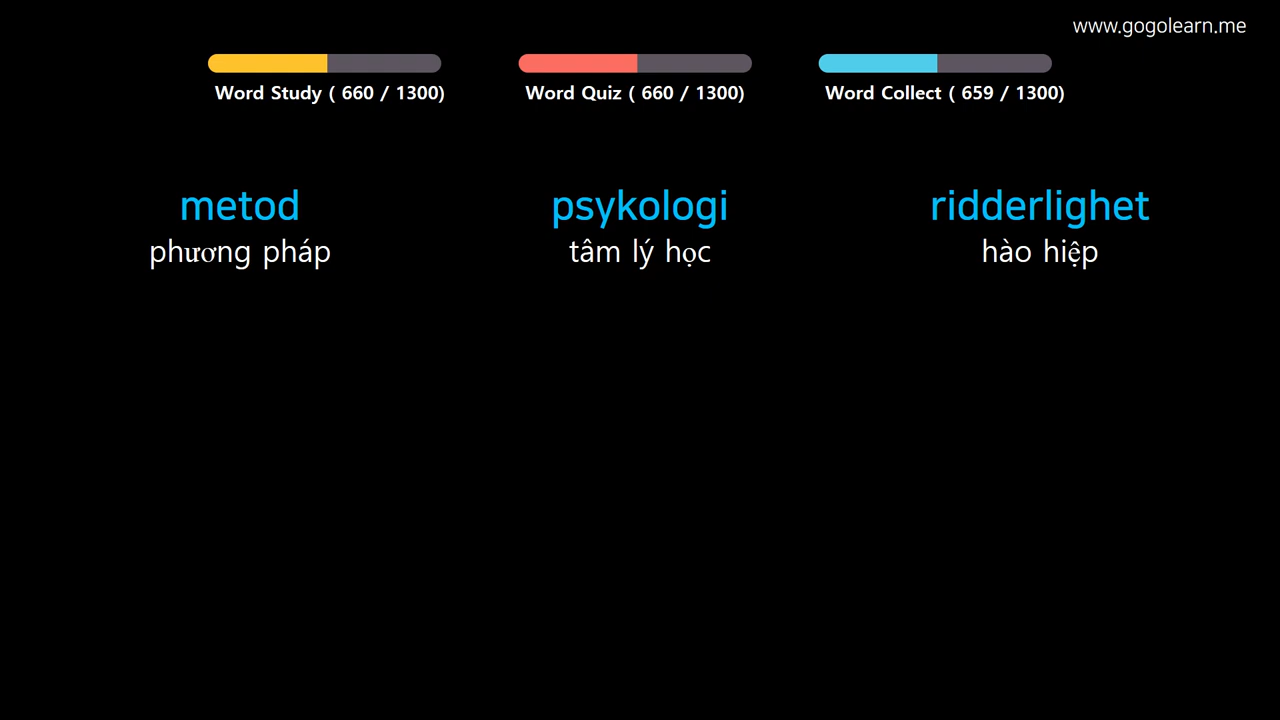 www.gogolearn.me
Word Study ( 660 / 1300)
Word Quiz ( 660 / 1300)
Word Collect ( 659 / 1300)
metod
phương pháp
psykologi
tâm lý học
ridderlighet
hào hiệp